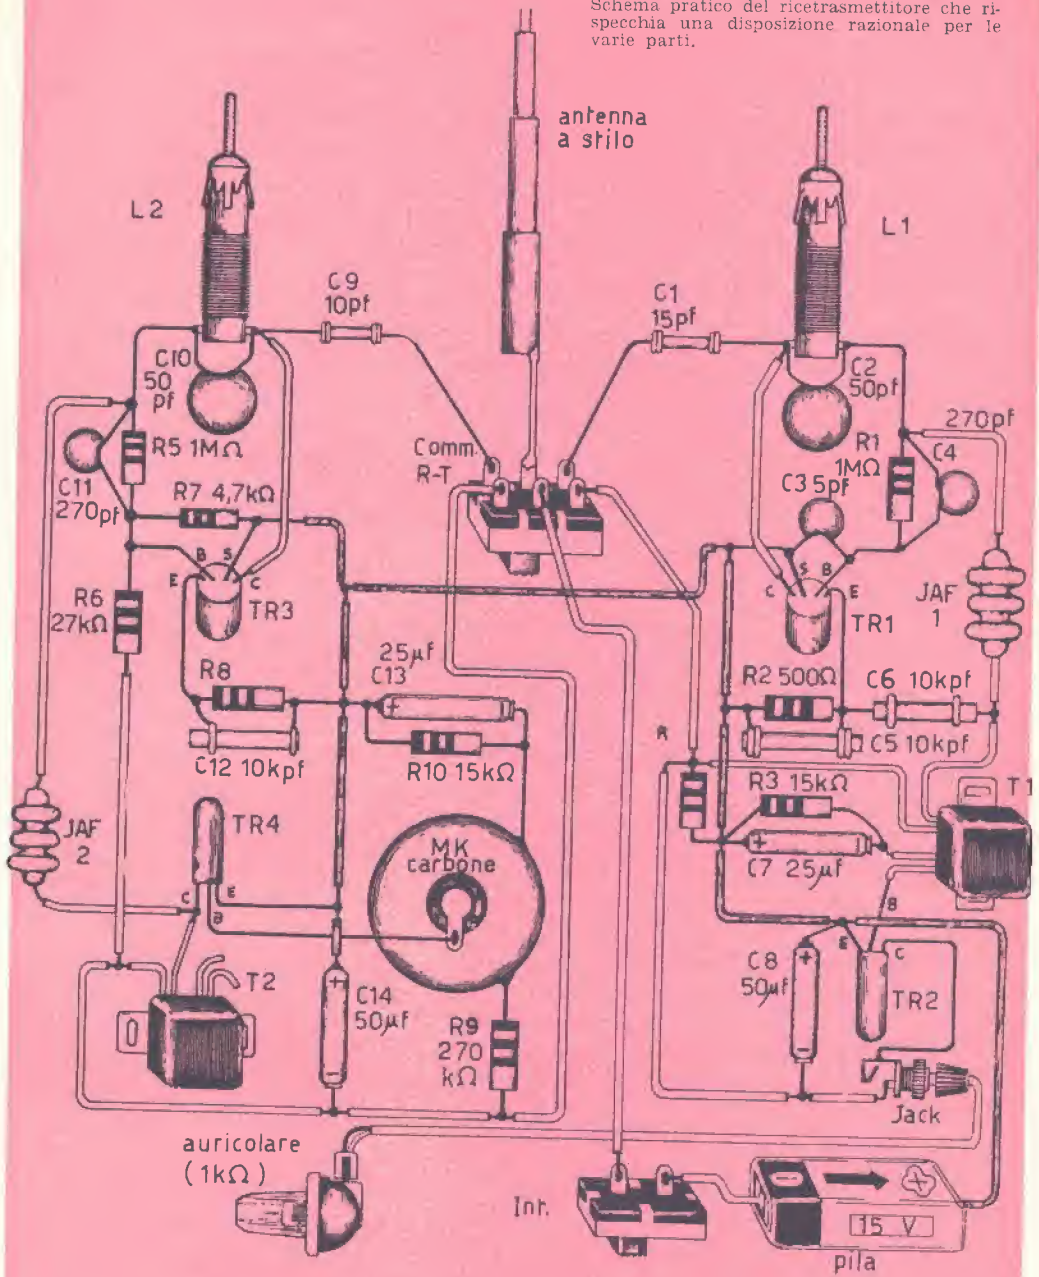 Schema pratico del ricetrasmettitore che ri-
specchia una disposizione razionale per le
varie parti.
antenna
a stilo
L2
L1
C9
10pf
C1
15pf
C10
50
pf
C2
50pf
270pf
C4
R5 1MΩ
Comm.
R-T
R1
1MΩ
C3 5pf
C11
270pf
R7 4,7kΩ
B
S
E
C
TR3
S
B
C
E
TR1
JAF
1
R6
27kΩ
25µf
C13
R8
R2 500Ω
C6 10kpf
C5 10kpf
C12 10kpf
R10 15kΩ
R
R3 15kΩ
T1
JAF
2
TR4
MK
carbone
C7 25µf
C
E
B
B
E
C
T2
C14
50µf
C8
50µf
TR2
R9
270
kΩ
Jack
auricolare
(1kΩ)
Int.
15 V
pila